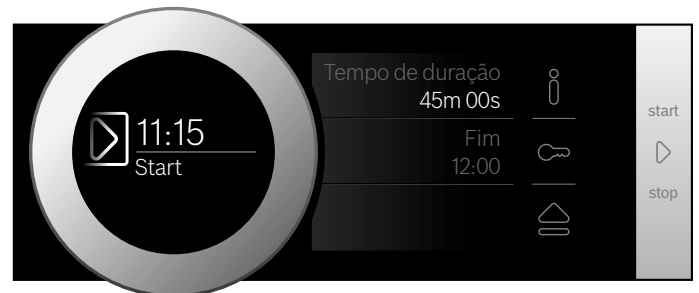 11:15
Start
Tempo de duração
45m 00s
Fim
12:00
start
stop